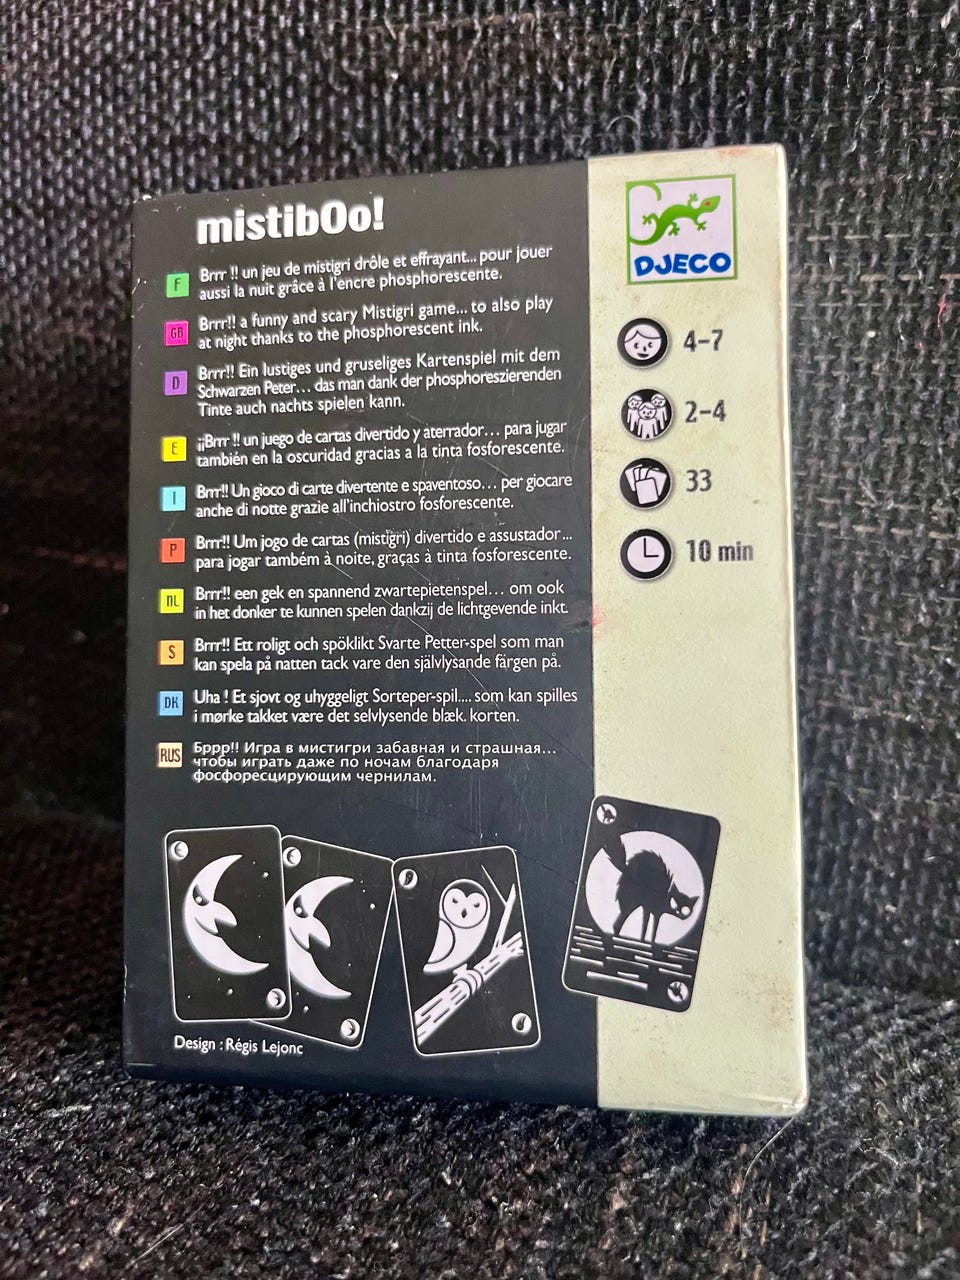 mistibOo!
F
Brrr !! un jeu de mistigri drôle et effrayant... pour jouer
aussi la nuit grâce à l'encre phosphorescente.
GB
Brrr!! a funny and scary Mistigri game... to also play
at night thanks to the phosphorescent ink.
D
Brrr!! Ein lustiges und gruseliges Kartenspiel mit dem
Schwarzen Peter... das man dank der phosphoreszierenden
Tinte auch nachts spielen kann.
E
¡¡Brrr !! un juego de cartas divertido y aterrador... para jugar
también en la oscuridad gracias a la tinta fosforescente.
I
Brrr!! Un gioco di carte divertente e spaventoso... per giocare
anche di notte grazie all'inchiostro fosforescente.
P
Brrr!! Um jogo de cartas (mistigri) divertido e assustador...
para jogar também à noite, graças à tinta fosforescente.
NL
Brrr!! een gek en spannend zwartepietenspel... om ook
in het donker te kunnen spelen dankzij de lichtgevende inkt.
S
Brrr!! Ett roligt och spöklikt Svarte Petter-spel som man
kan spela på natten tack vare den självlysande färgen på.
DK
Uha ! Et sjovt og uhyggeligt Sorteper-spil.... som kan spilles
i mørke takket være det selvlysende blæk. korten.
RUS
Бррр!! Игра в мистигри забавная и страшная...
чтобы играть даже по ночам благодаря
фосфоресцирующим чернилам.
Design : Régis Lejonc
DJECO
4-7
2-4
33
10 min